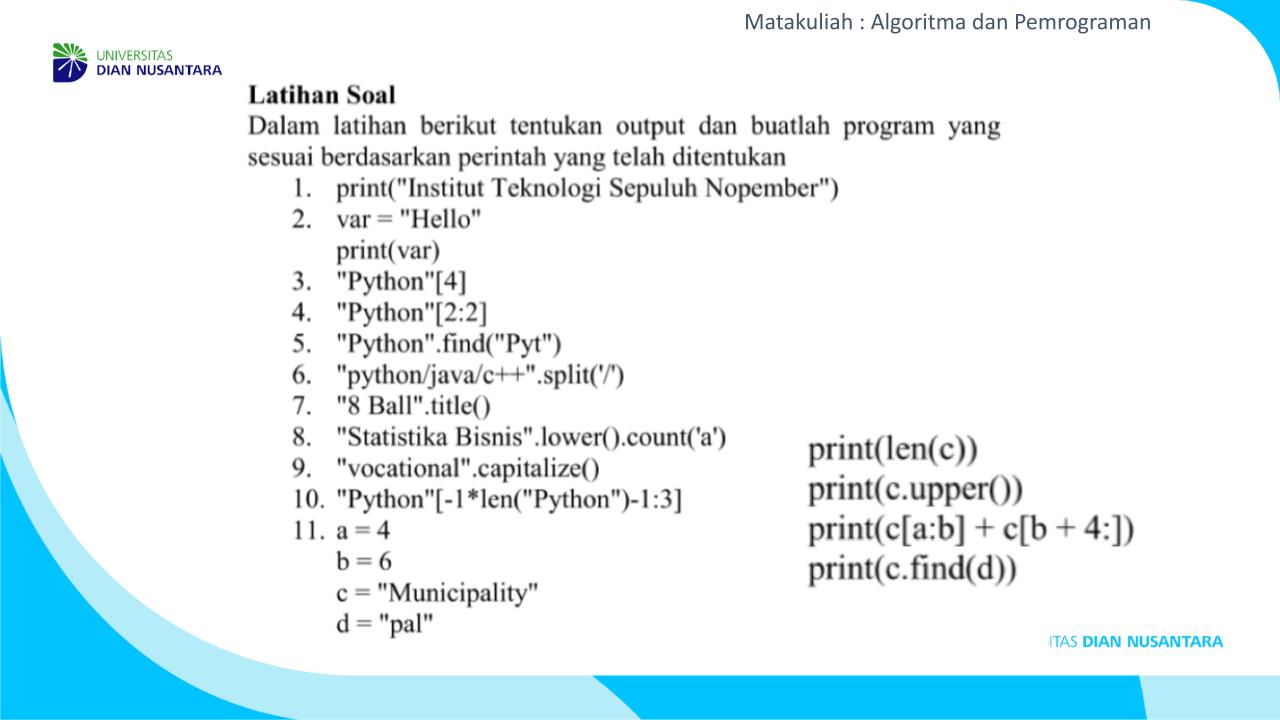 Matakuliah : Algoritma dan Pemrograman
UNIVERSITAS
DIAN NUSANTARA
Latihan Soal
Dalam latihan berikut tentukan output dan buatlah program yang
sesuai berdasarkan perintah yang telah ditentukan
1. print("Institut Teknologi Sepuluh Nopember")
2. var = "Hello"
print(var)
3. "Python"[4]
4. "Python"[2:2]
5. "Python".find("Pyt")
6. "python/java/c++".split('/')
7. "8 Ball".title()
8. "Statistika Bisnis".lower().count('a')
9. "vocational".capitalize()
10. "Python"[-1*len("Python")-1:3]
11. a = 4
b = 6
c = "Municipality"
d = "pal"
print(len(c))
print(c.upper())
print(c[a:b] + c[b + 4:])
print(c.find(d))
ITAS DIAN NUSANTARA